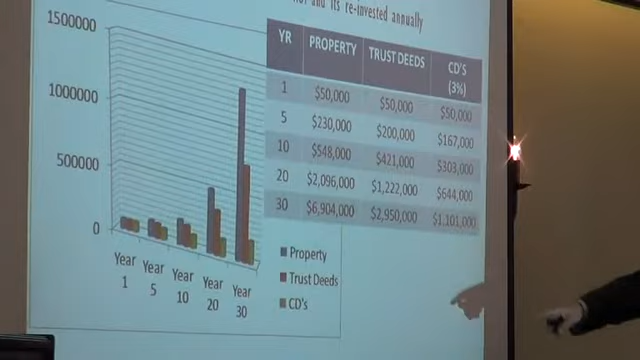 and its re-invested annually
1500000
1000000
500000
0
Year 1
Year 5
Year 10
Year 20
Year 30
Property
Trust Deeds
CD's
YR PROPERTY TRUST DEEDS CD'S (3%)
1 $50,000 $50,000 $50,000
5 $230,000 $200,000 $167,000
10 $548,000 $421,000 $303,000
20 $2,096,000 $1,222,000 $644,000
30 $6,904,000 $2,950,000 $1,101,000